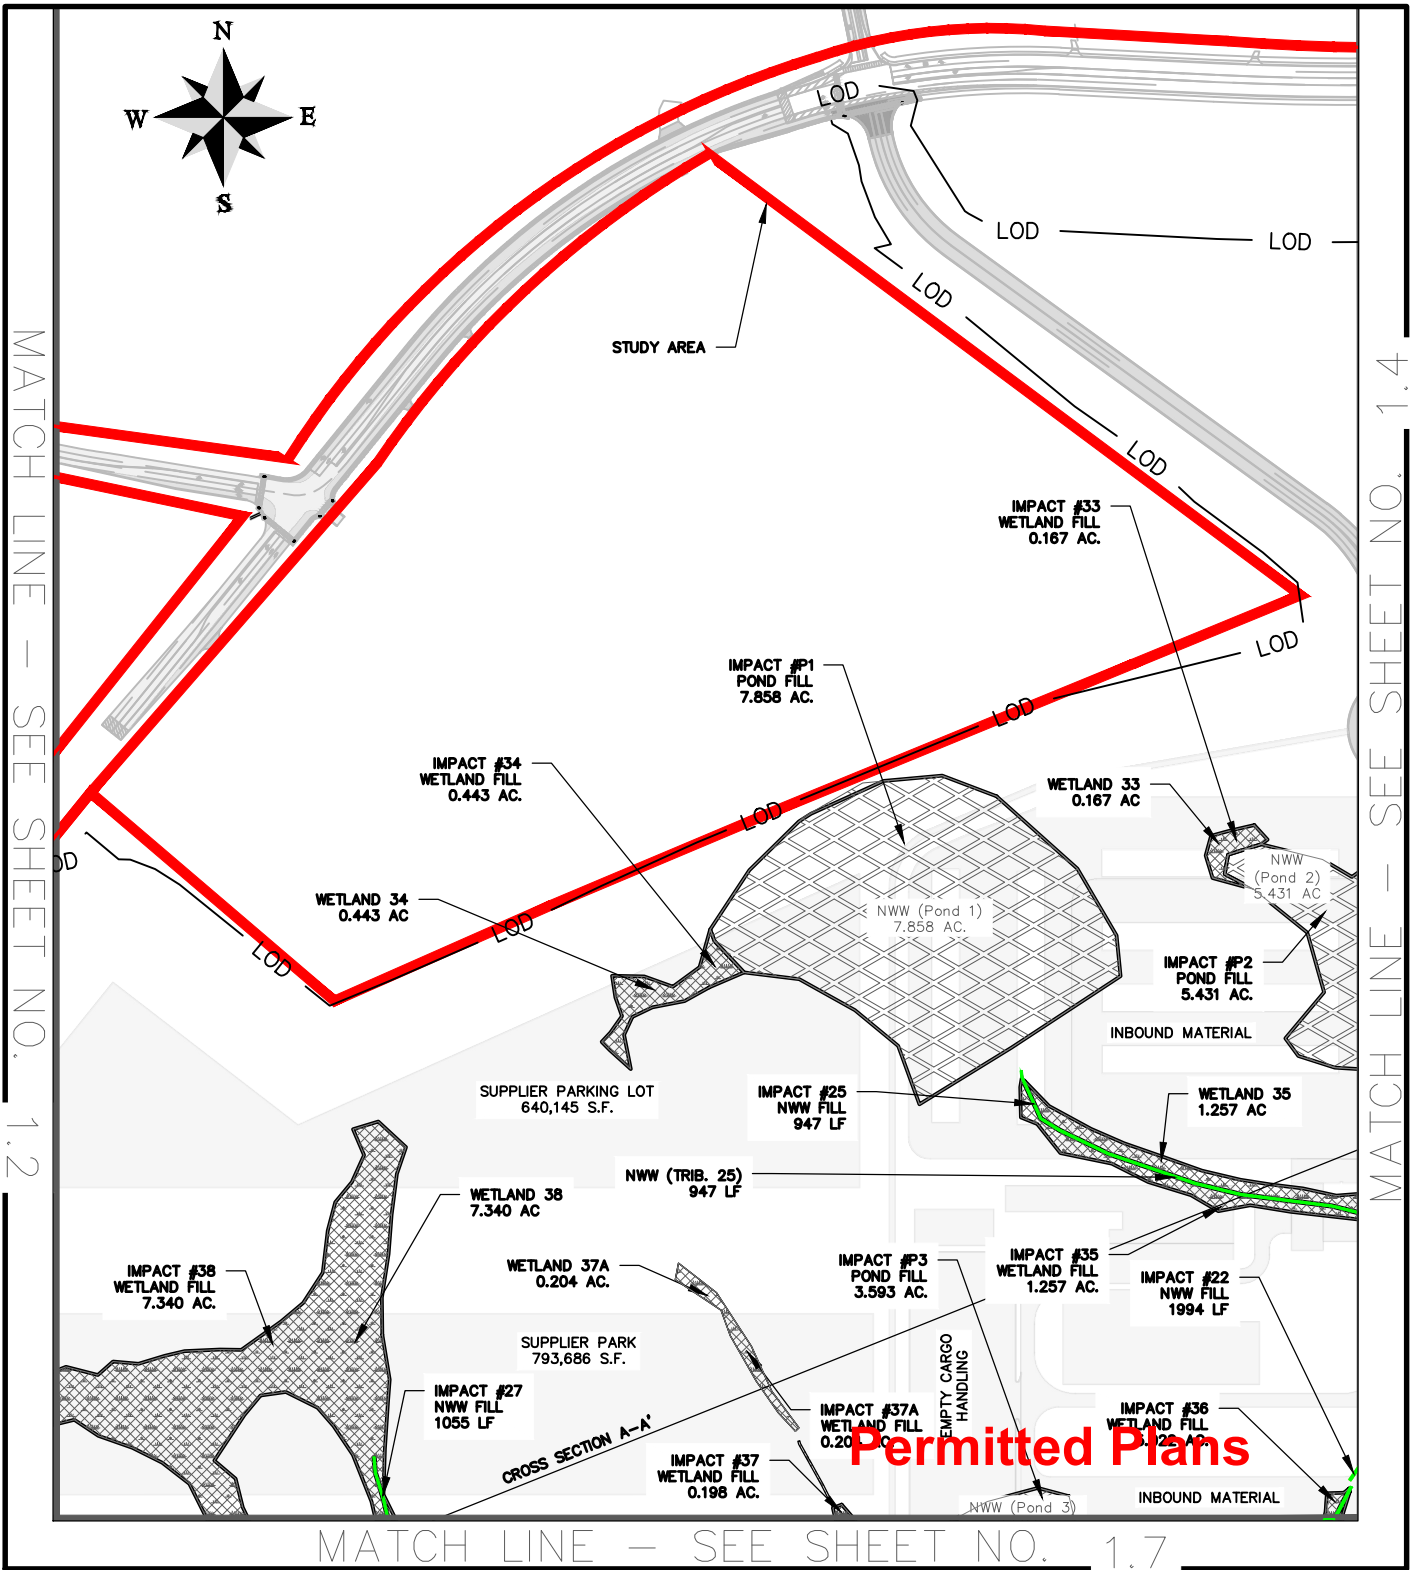 N
W
E
S
LOD
LOD
LOD
LOD
STUDY AREA
LOD
IMPACT #33
WETLAND FILL
0.167 AC.
LOD
IMPACT #P1
POND FILL
7.858 AC.
LOD
IMPACT #34
WETLAND FILL
0.443 AC.
WETLAND 33
0.167 AC
LOD
NWW
(Pond 2)
5.431 AC
WETLAND 34
0.443 AC
LOD
NWW (Pond 1)
7.858 AC.
LOD
IMPACT #P2
POND FILL
5.431 AC.
INBOUND MATERIAL
SUPPLIER PARKING LOT
640,145 S.F.
IMPACT #25
NWW FILL
947 LF
WETLAND 35
1.257 AC
NWW (TRIB. 25)
947 LF
WETLAND 38
7.340 AC
IMPACT #38
WETLAND FILL
7.340 AC.
WETLAND 37A
0.204 AC.
IMPACT #P3
POND FILL
3.593 AC.
IMPACT #35
WETLAND FILL
1.257 AC.
IMPACT #22
NWW FILL
1994 LF
SUPPLIER PARK
793,686 S.F.
EMPTY CARGO
HANDLING
IMPACT #27
NWW FILL
1055 LF
IMPACT #37A
WETLAND FILL
IMPACT #36
WETLAND FILL
Permitted Plans
CROSS SECTION A-A'
IMPACT #37
WETLAND FILL
0.198 AC.
NWW (Pond 3)
INBOUND MATERIAL
MATCH LINE - SEE SHEET NO. 1.2
MATCH LINE - SEE SHEET NO. 1.4
MATCH LINE - SEE SHEET NO. 1.7